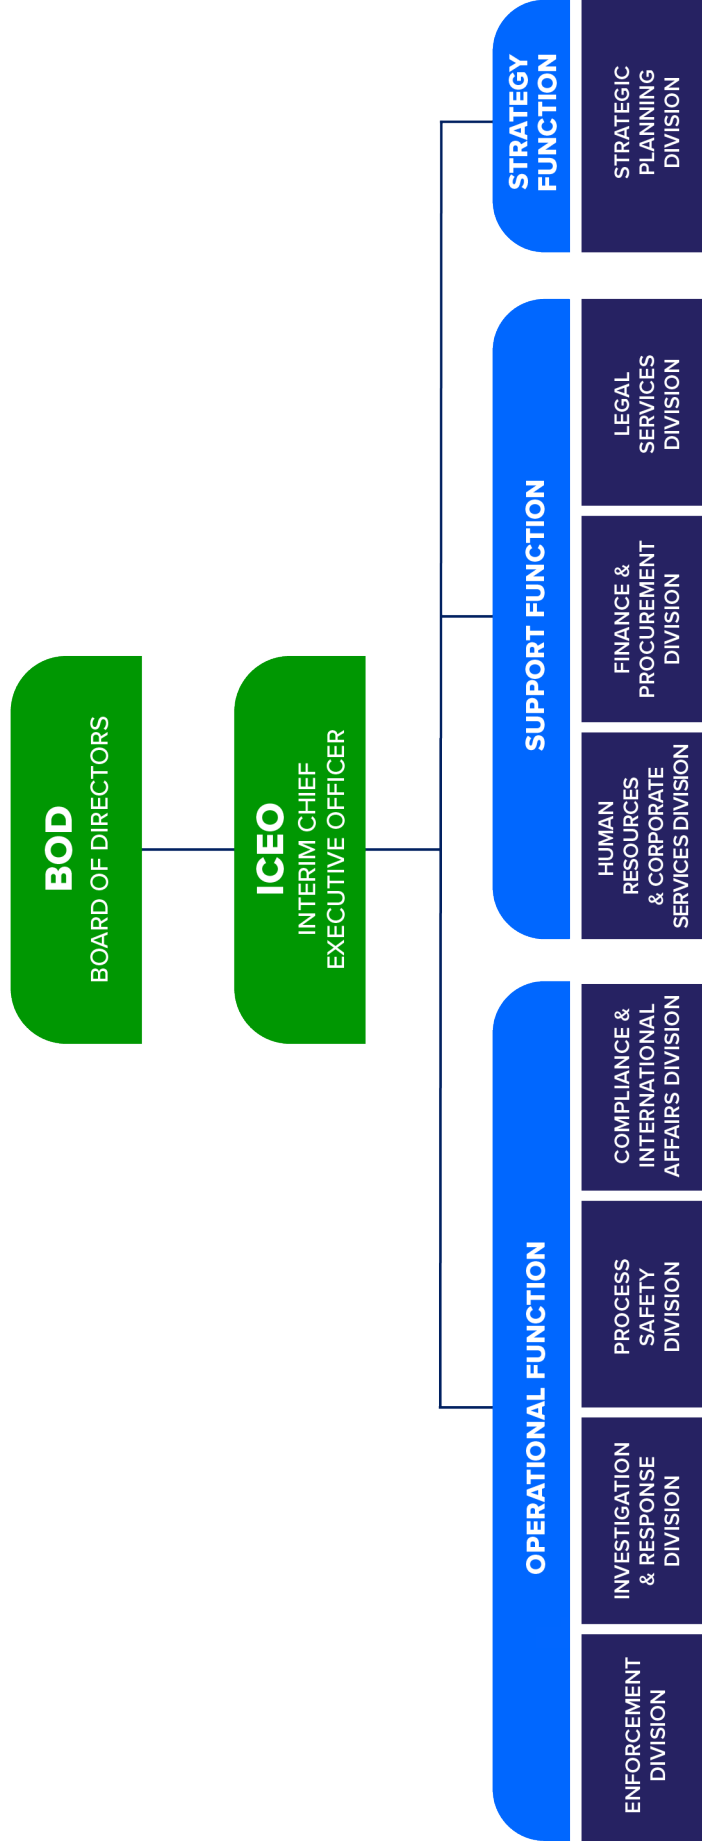 BOD
BOARD OF DIRECTORS
ICEO
INTERIM CHIEF
EXECUTIVE OFFICER
OPERATIONAL FUNCTION
SUPPORT FUNCTION
STRATEGY
FUNCTION
ENFORCEMENT
DIVISION
INVESTIGATION
& RESPONSE
DIVISION
PROCESS
SAFETY
DIVISION
COMPLIANCE &
INTERNATIONAL
AFFAIRS DIVISION
HUMAN
RESOURCES
& CORPORATE
SERVICES DIVISION
FINANCE &
PROCUREMENT
DIVISION
LEGAL
SERVICES
DIVISION
STRATEGIC
PLANNING
DIVISION